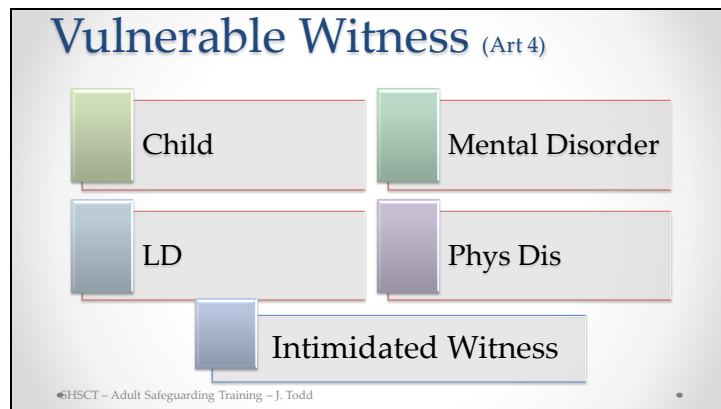 Vulnerable Witness (Art 4)
Child
Mental Disorder
LD
Phys Dis
Intimidated Witness
SHSCT – Adult Safeguarding Training – J. Todd